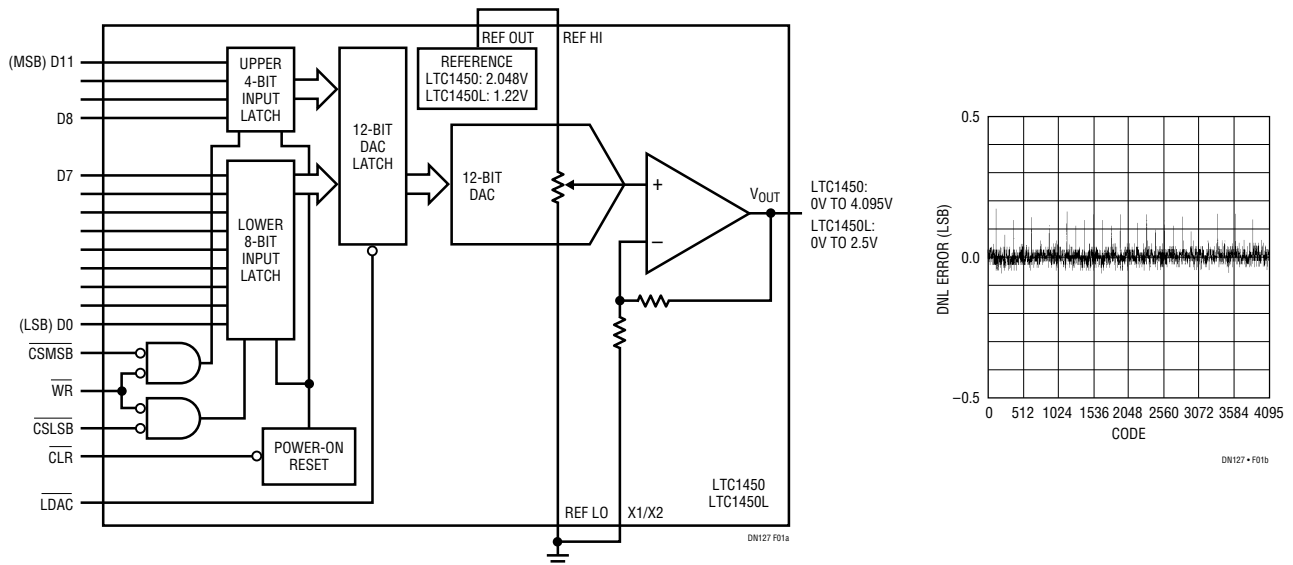 REF OUT
REF HI
(MSB) D11
D8
D7
(LSB) D0
CSMSB
WR
CSLSB
CLR
LDAC
UPPER
4-BIT
INPUT
LATCH
LOWER
8-BIT
INPUT
LATCH
POWER-ON
RESET
12-BIT
DAC
LATCH
REFERENCE
LTC1450: 2.048V
LTC1450L: 1.22V
12-BIT
DAC
+
–
VOUT
LTC1450:
0V TO 4.095V
LTC1450L:
0V TO 2.5V
REF LO
X1/X2
LTC1450
LTC1450L
DN127 F01a
DNL ERROR (LSB)
0.5
0.0
–0.5
0 512 1024 1536 2048 2560 3072 3584 4095
CODE
DN127 • F01b